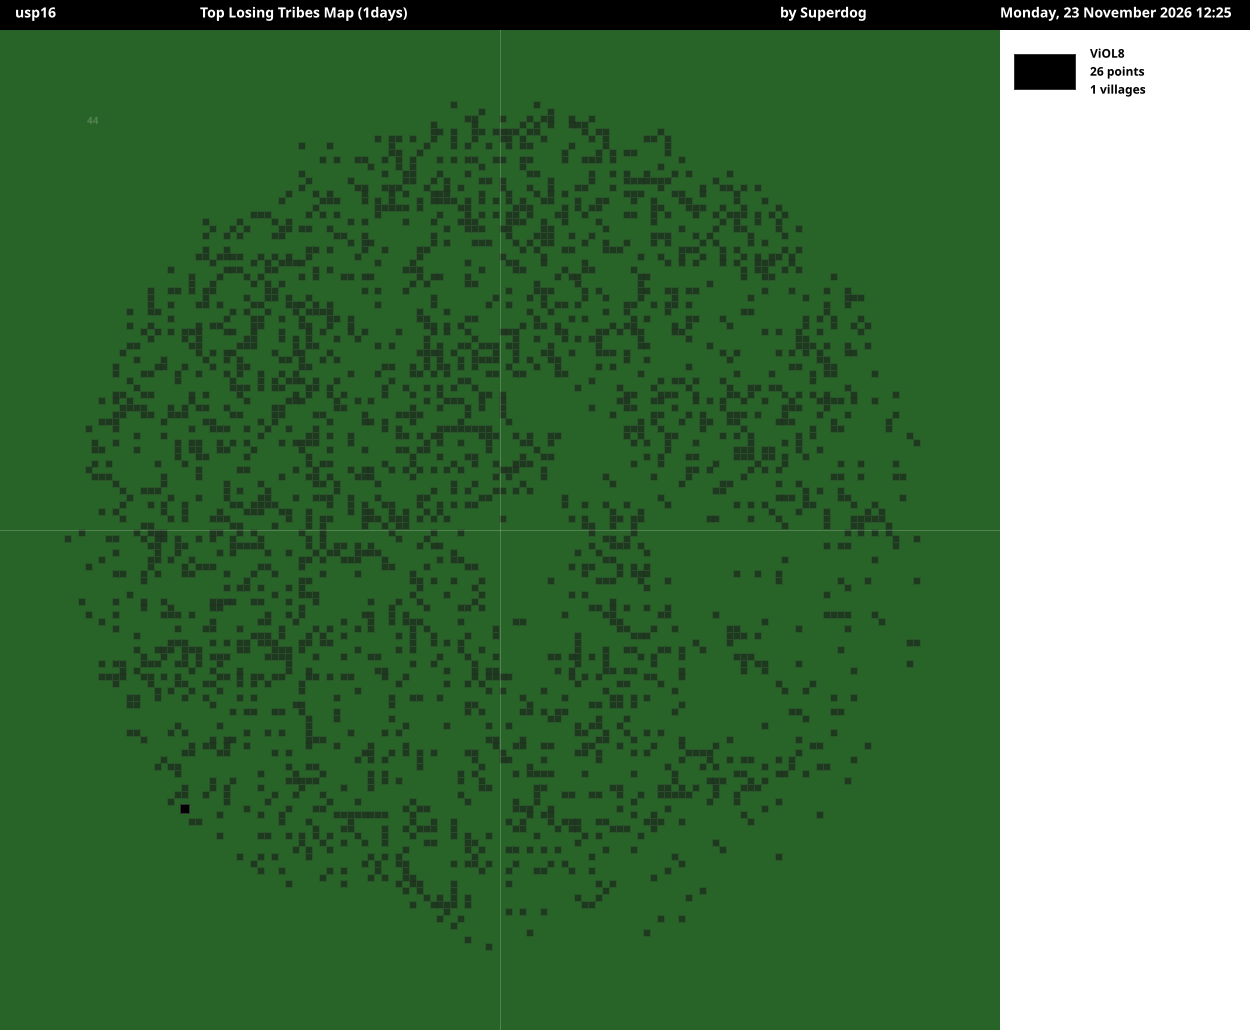 usp16 Top Losing Tribes Map (1days) by Superdog Monday, 23 November 2026 12:25
ViOL8
26 points
1 villages
44